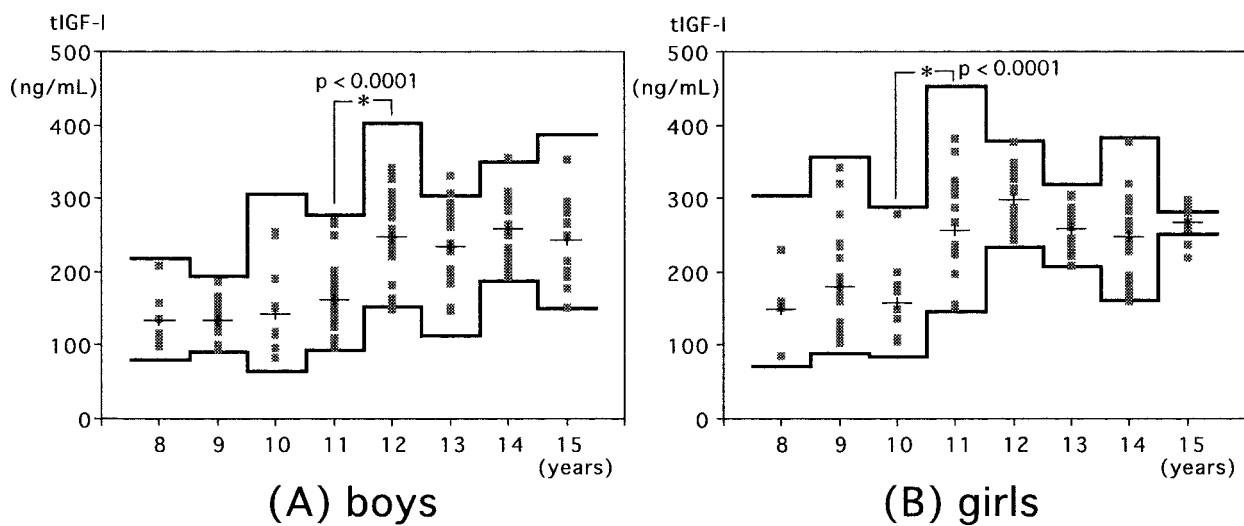 tIGF-I
500
(ng/mL)
400
300
200
100
0
p < 0.0001
*
8 9 10 11 12 13 14 15
(years)
(A) boys
tIGF-I
500
(ng/mL)
400
300
200
100
0
* p < 0.0001
8 9 10 11 12 13 14 15
(years)
(B) girls